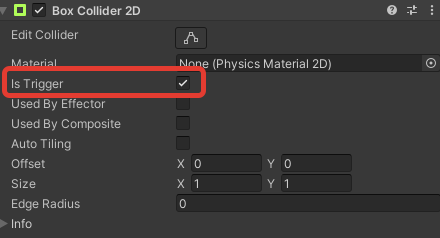 Box Collider 2D
Edit Collider
Material None (Physics Material 2D)
Is Trigger
Used By Effector
Used By Composite
Auto Tiling
Offset X 0 Y 0
Size X 1 Y 1
Edge Radius 0
Info